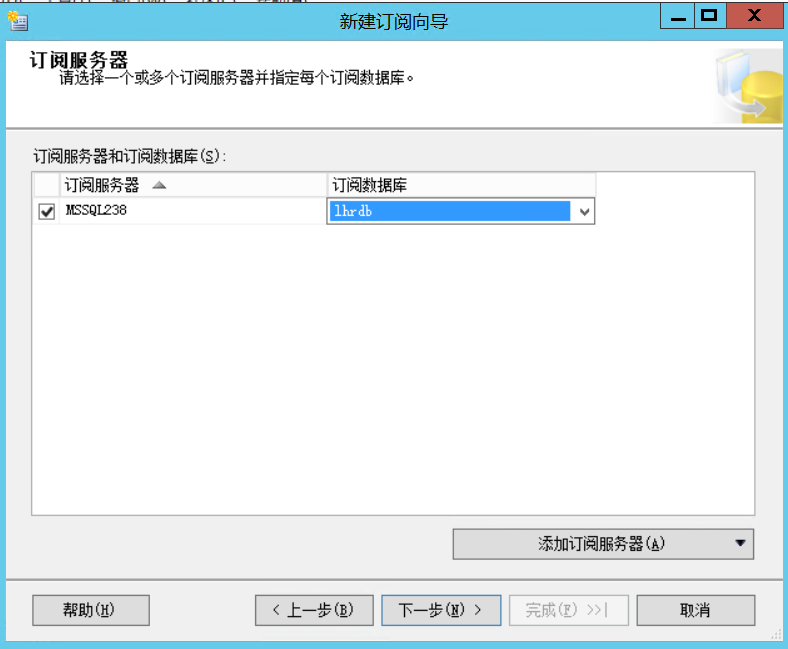 新建订阅向导
订阅服务器
请选择一个或多个订阅服务器并指定每个订阅数据库。
订阅服务器和订阅数据库(S):
订阅服务器 订阅数据库
MSSQL238 lhrdb
添加订阅服务器(A)
帮助(H) < 上一步(B) 下一步(N) > 完成(F) >>| 取消